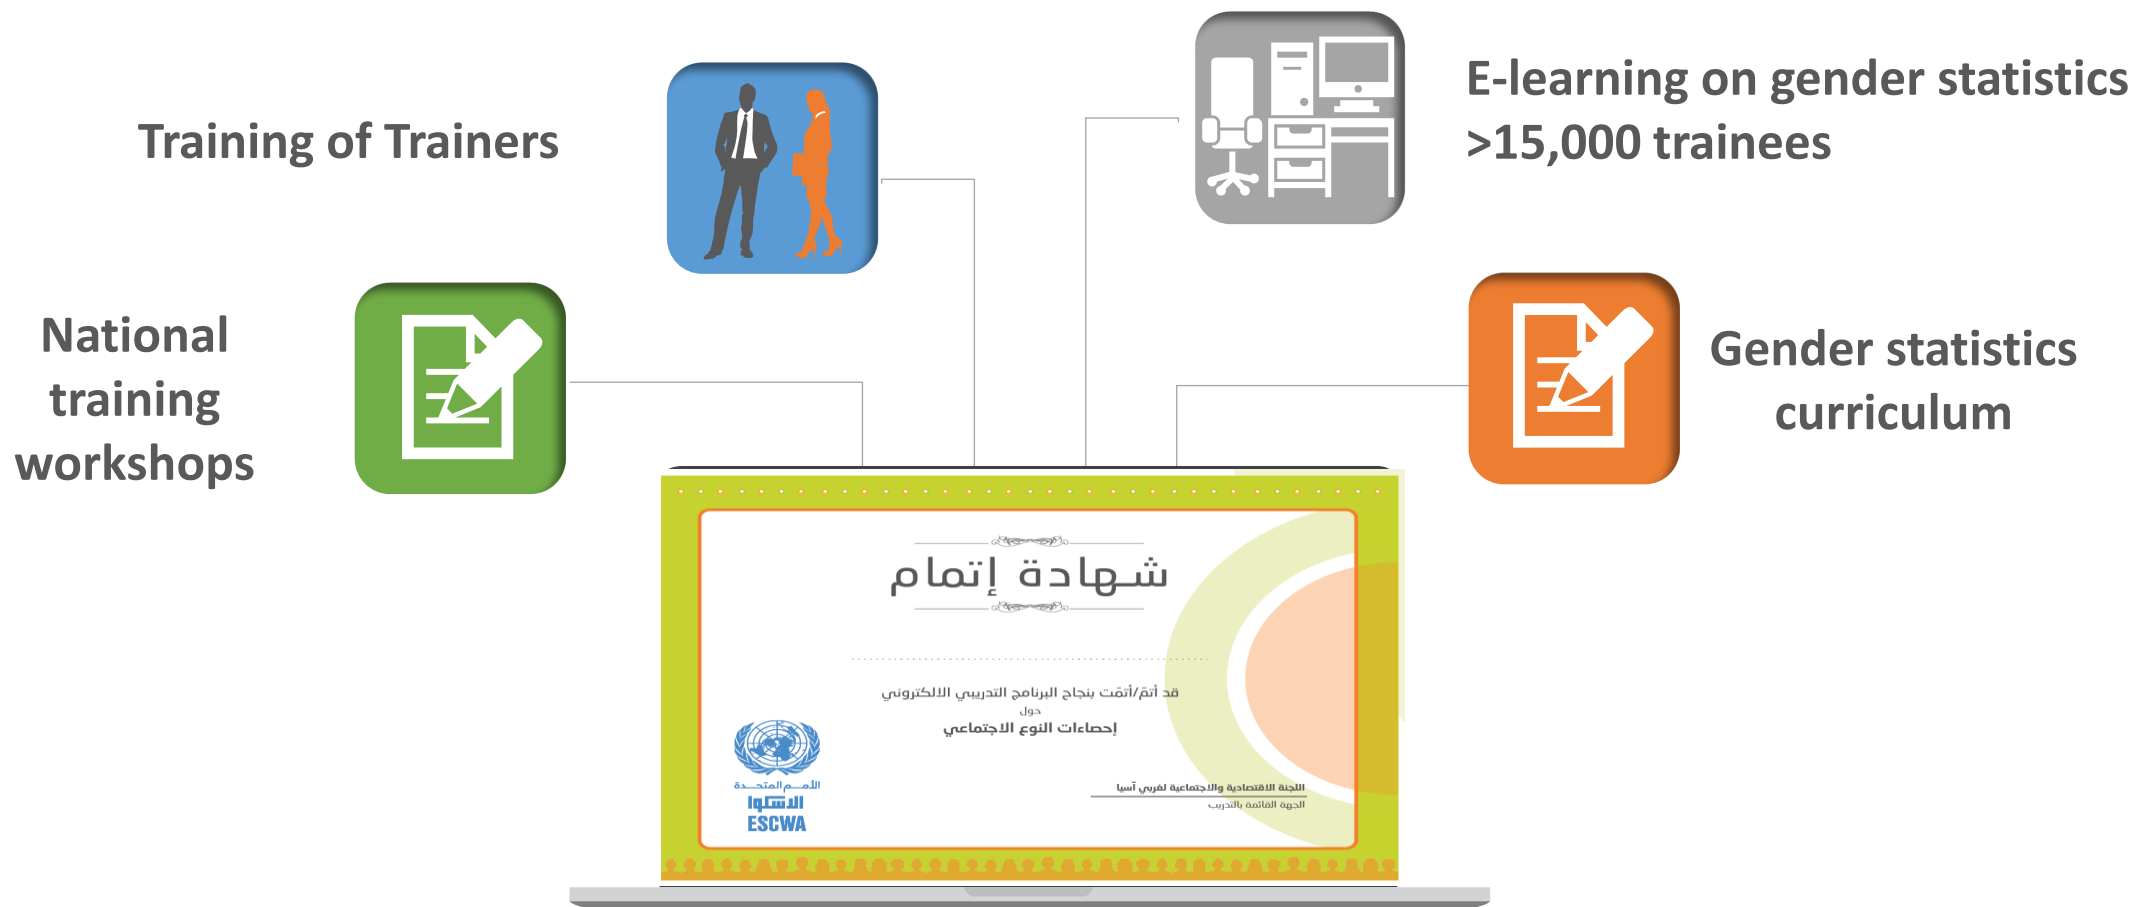 Training of Trainers
E-learning on gender statistics
>15,000 trainees
National
training
workshops
Gender statistics
curriculum
شهادة إتمام
قد أتمّ/أتمّت بنجاح البرنامج التدريبي الالكتروني
حول
إحصاءات النوع الاجتماعي
اللجنة الاقتصادية والاجتماعية لغربي آسيا
الجهة القائمة بالتدريب
الأمم المتحدة
الاسكوا
ESCWA